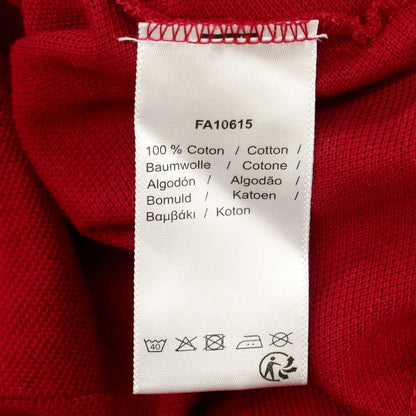 FA10615
100 % Coton / Cotton /
Baumwolle / Cotone /
Algodón / Algodão /
Bomuld / Katoen /
Βαμβάκι / Koton
40